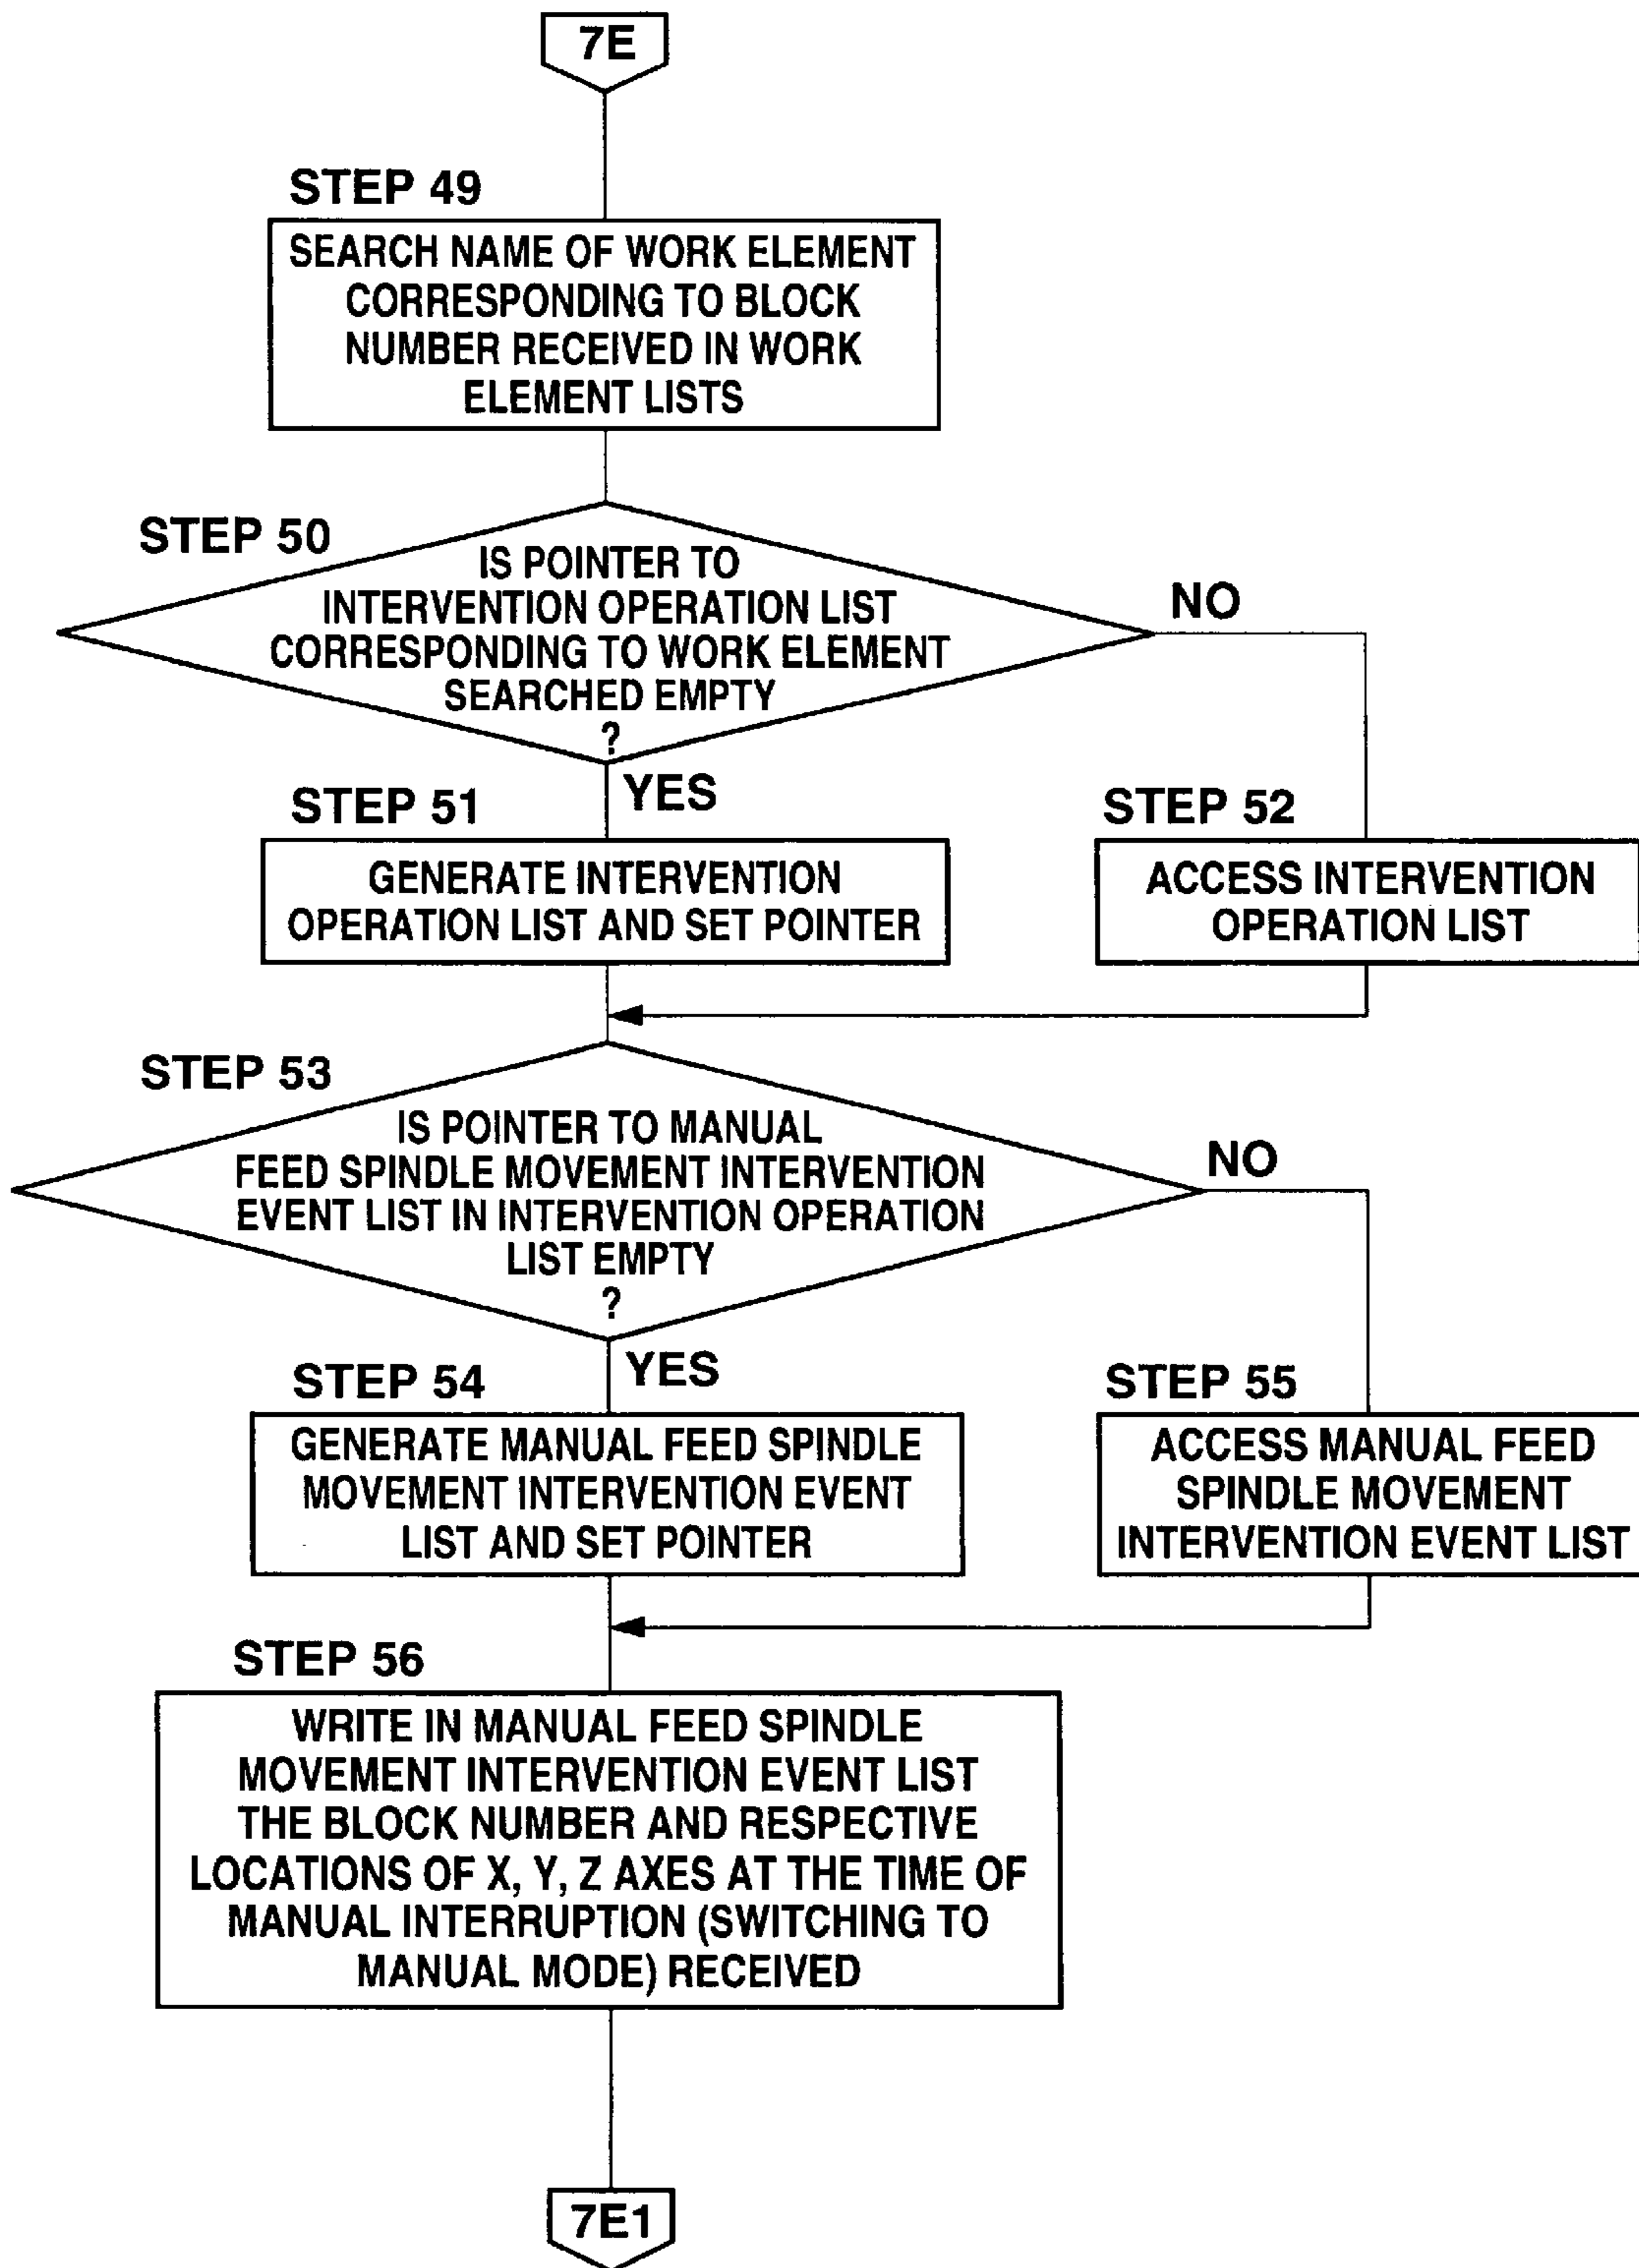 7E
STEP 49
SEARCH NAME OF WORK ELEMENT
CORRESPONDING TO BLOCK
NUMBER RECEIVED IN WORK
ELEMENT LISTS
STEP 50
IS POINTER TO
INTERVENTION OPERATION LIST
CORRESPONDING TO WORK ELEMENT
SEARCHED EMPTY
?
NO
YES
STEP 51
GENERATE INTERVENTION
OPERATION LIST AND SET POINTER
STEP 52
ACCESS INTERVENTION
OPERATION LIST
STEP 53
IS POINTER TO MANUAL
FEED SPINDLE MOVEMENT INTERVENTION
EVENT LIST IN INTERVENTION OPERATION
LIST EMPTY
?
NO
YES
STEP 54
GENERATE MANUAL FEED SPINDLE
MOVEMENT INTERVENTION EVENT
LIST AND SET POINTER
STEP 55
ACCESS MANUAL FEED
SPINDLE MOVEMENT
INTERVENTION EVENT LIST
STEP 56
WRITE IN MANUAL FEED SPINDLE
MOVEMENT INTERVENTION EVENT LIST
THE BLOCK NUMBER AND RESPECTIVE
LOCATIONS OF X, Y, Z AXES AT THE TIME OF
MANUAL INTERRUPTION (SWITCHING TO
MANUAL MODE) RECEIVED
7E1